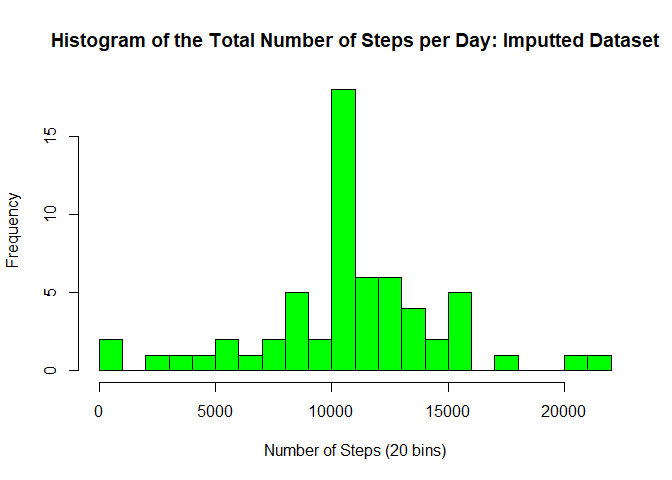 Histogram of the Total Number of Steps per Day: Imputted Dataset
Frequency
15
10
5
0
0 5000 10000 15000 20000
Number of Steps (20 bins)